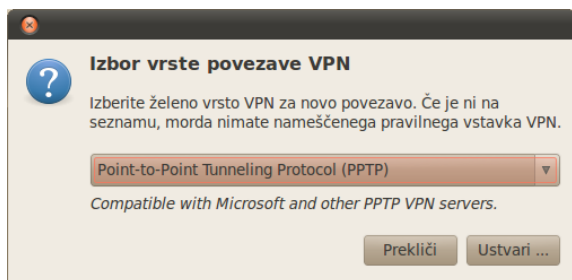 Izbor vrste povezave VPN
Izberite želeno vrsto VPN za novo povezavo. Če je ni na
seznamu, morda nimate nameščenega pravilnega vstavka VPN.
Point-to-Point Tunneling Protocol (PPTP)
Compatible with Microsoft and other PPTP VPN servers.
Prekliči
Ustvari ...